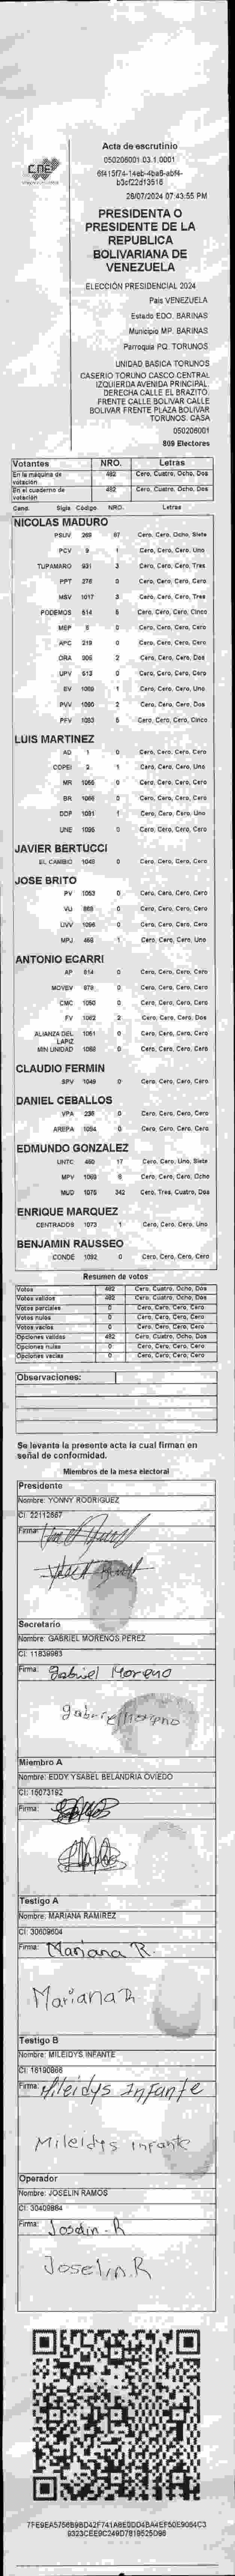 Acta de escrutinio
050206001.03.1.0001
6f415f74-14eb-4ba8-abf4-
b3cf22d13516
28/07/2024 07:43:55 PM
CNE
PRESIDENTA O
PRESIDENTE DE LA
REPUBLICA
BOLIVARIANA DE
VENEZUELA
ELECCIÓN PRESIDENCIAL 2024
Pais VENEZUELA
Estado EDO. BARINAS
Municipio MP. BARINAS
Parroquia PQ. TORUNOS
UNIDAD BASICA TORUNOS
CASERIO TORUNO CASCO CENTRAL
IZQUIERDA AVENIDA PRINCIPAL.
DERECHA CALLE EL BRAZITO.
FRENTE CALLE BOLIVAR CALLE
BOLIVAR FRENTE PLAZA BOLIVAR
TORUNOS. CASA
050206001
809 Electores
Votantes NRO. Letras
En la máquina de votación 482 Cero, Cuatro, Ocho, Dos
En el cuaderno de votación 482 Cero, Cuatro, Ocho, Dos
Cand. Sigla Código NRO. Letras
NICOLAS MADURO
PSUV 269 87 Cero, Cero, Ocho, Siete
PCV 9 1 Cero, Cero, Cero, Uno
TUPAMARO 931 3 Cero, Cero, Cero, Tres
PPT 276 0 Cero, Cero, Cero, Cero
MSV 1017 3 Cero, Cero, Cero, Tres
PODEMOS 514 5 Cero, Cero, Cero, Cinco
MEP 5 0 Cero, Cero, Cero, Cero
APC 219 0 Cero, Cero, Cero, Cero
ORA 906 2 Cero, Cero, Cero, Dos
UPV 613 0 Cero, Cero, Cero, Cero
EV 1089 1 Cero, Cero, Cero, Uno
PVV 1090 2 Cero, Cero, Cero, Dos
PFV 1093 5 Cero, Cero, Cero, Cinco
LUIS MARTINEZ
AD 1 0 Cero, Cero, Cero, Cero
COPEI 2 1 Cero, Cero, Cero, Uno
MR 1066 0 Cero, Cero, Cero, Cero
BR 0 Cero, Cero, Cero, Cero
DDP 1091 1 Cero, Cero, Cero, Uno
UNE 1095 0 Cero, Cero, Cero, Cero
JAVIER BERTUCCI
EL CAMBIO 1048 0 Cero, Cero, Cero, Cero
JOSE BRITO
PV 1053 0 Cero, Cero, Cero, Cero
VU 868 0 Cero, Cero, Cero, Cero
UVV 1096 0 Cero, Cero, Cero, Cero
MPJ 468 1 Cero, Cero, Cero, Uno
ANTONIO ECARRI
AP 0 Cero, Cero, Cero, Cero
MOVEV 979 0 Cero, Cero, Cero, Cero
CMC 1050 0 Cero, Cero, Cero, Cero
FV 1062 2 Cero, Cero, Cero, Dos
ALIANZA DEL LAPIZ 1051 0 Cero, Cero, Cero, Cero
MIN UNIDAD 1058 0 Cero, Cero, Cero, Cero
CLAUDIO FERMIN
SPV 1049 0 Cero, Cero, Cero, Cero
DANIEL CEBALLOS
VPA 236 0 Cero, Cero, Cero, Cero
AREPA 1094 0 Cero, Cero, Cero, Cero
EDMUNDO GONZALEZ
UNTC 460 17 Cero, Cero, Uno, Siete
MPV 1069 8 Cero, Cero, Cero, Ocho
MUD 1075 342 Cero, Tres, Cuatro, Dos
ENRIQUE MARQUEZ
CENTRADOS 1073 1 Cero, Cero, Cero, Uno
BENJAMIN RAUSSEO
CONDE 1092 0 Cero, Cero, Cero, Cero
Resumen de votos
Votos 482 Cero, Cuatro, Ocho, Dos
Votos validos 482 Cero, Cuatro, Ocho, Dos
Votos parciales 0 Cero, Cero, Cero, Cero
Votos nulos 0 Cero, Cero, Cero, Cero
Votos vacios 0 Cero, Cero, Cero, Cero
Opciones validas 482 Cero, Cuatro, Ocho, Dos
Opciones nulas 0 Cero, Cero, Cero, Cero
Opciones vacias 0 Cero, Cero, Cero, Cero
Observaciones:
Se levanta la presente acta la cual firman en
señal de conformidad.
Miembros de la mesa electoral
Presidente
Nombre: YONNY RODRIGUEZ
CI: 22112687
Firma:
Secretario
Nombre: GABRIEL MORENOS PEREZ
CI: 11839983
Firma: Gabriel Moreno
gabriel Moreno
Miembro A
Nombre: EDDY YSABEL BELANDRIA OVIEDO
CI: 15073192
Firma:
Testigo A
Nombre: MARIANA RAMIREZ
CI: 30609604
Firma: Mariana R.
Mariana R
Testigo B
Nombre: MILEIDYS INFANTE
CI: 16190866
Firma: Mileidys Infante
Mileidys infante
Operador
Nombre: JOSELIN RAMOS
CI: 30409864
Firma: Joselin.R
Joselin.R
7FE9EA5756B9BD42F741A8E0DD4BA4EF50E9064C3
9323CEE9C249D7819525D96